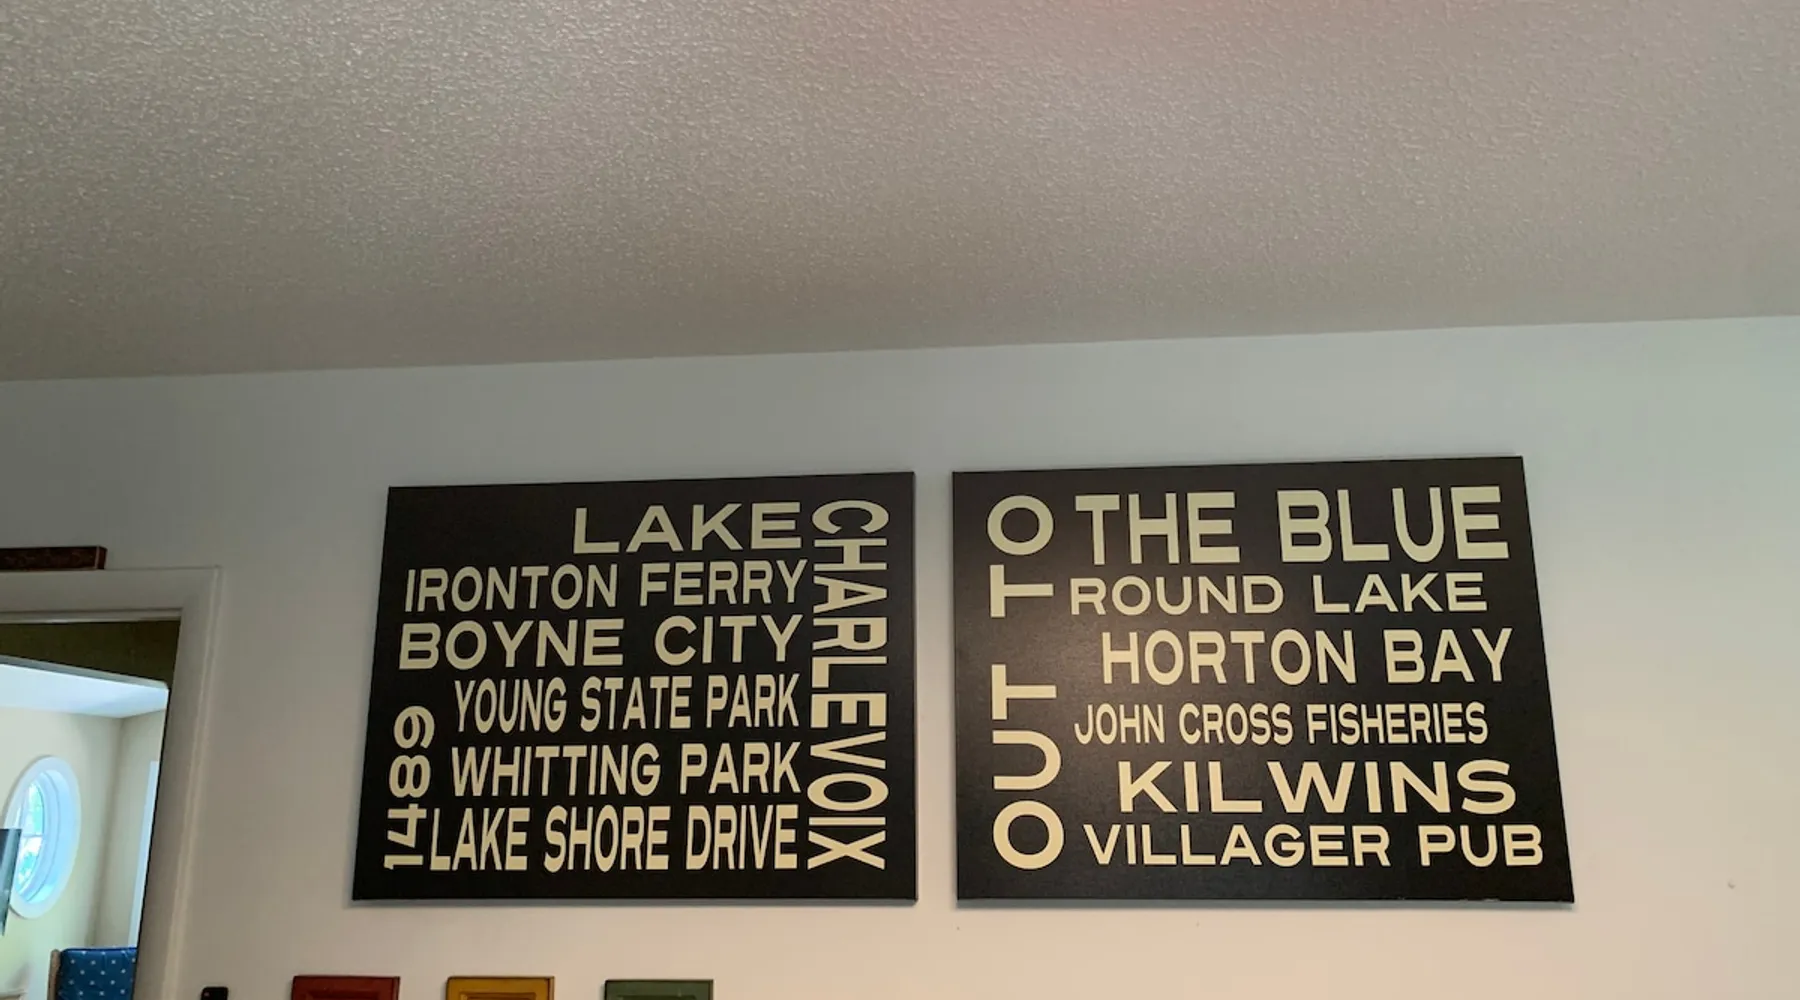 LAKE
CHARLEVOIX
IRONTON FERRY
BOYNE CITY
YOUNG STATE PARK
WHITTING PARK
1489
LAKE SHORE DRIVE
OUT TO
THE BLUE
ROUND LAKE
HORTON BAY
JOHN CROSS FISHERIES
KILWINS
VILLAGER PUB